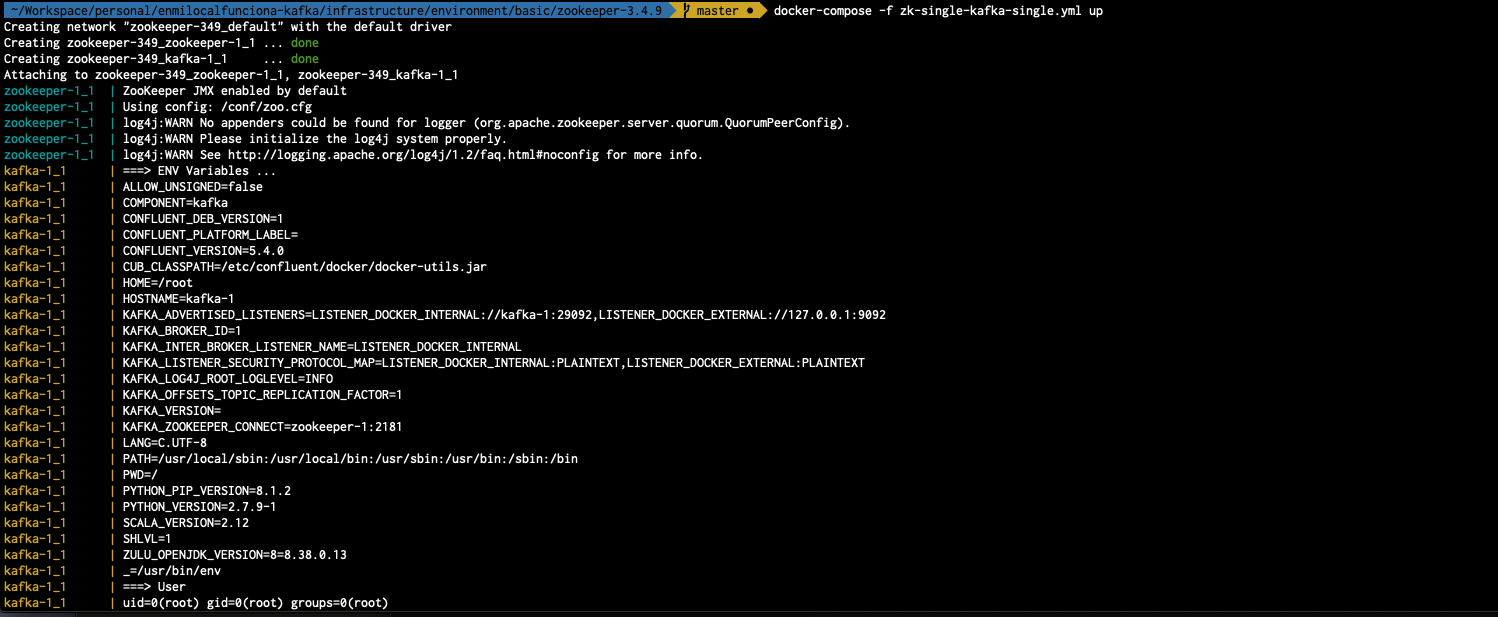 ~/Workspace/personal/enmilocalfunciona-kafka/infrastructure/environment/basic/zookeeper-3.4.9 master ● docker-compose -f zk-single-kafka-single.yml up
Creating network "zookeeper-349_default" with the default driver
Creating zookeeper-349_zookeeper-1_1 ... done
Creating zookeeper-349_kafka-1_1     ... done
Attaching to zookeeper-349_zookeeper-1_1, zookeeper-349_kafka-1_1
zookeeper-1_1  | ZooKeeper JMX enabled by default
zookeeper-1_1  | Using config: /conf/zoo.cfg
zookeeper-1_1  | log4j:WARN No appenders could be found for logger (org.apache.zookeeper.server.quorum.QuorumPeerConfig).
zookeeper-1_1  | log4j:WARN Please initialize the log4j system properly.
zookeeper-1_1  | log4j:WARN See http://logging.apache.org/log4j/1.2/faq.html#noconfig for more info.
kafka-1_1      | ===> ENV Variables ...
kafka-1_1      | ALLOW_UNSIGNED=false
kafka-1_1      | COMPONENT=kafka
kafka-1_1      | CONFLUENT_DEB_VERSION=1
kafka-1_1      | CONFLUENT_PLATFORM_LABEL=
kafka-1_1      | CONFLUENT_VERSION=5.4.0
kafka-1_1      | CUB_CLASSPATH=/etc/confluent/docker/docker-utils.jar
kafka-1_1      | HOME=/root
kafka-1_1      | HOSTNAME=kafka-1
kafka-1_1      | KAFKA_ADVERTISED_LISTENERS=LISTENER_DOCKER_INTERNAL://kafka-1:29092,LISTENER_DOCKER_EXTERNAL://127.0.0.1:9092
kafka-1_1      | KAFKA_BROKER_ID=1
kafka-1_1      | KAFKA_INTER_BROKER_LISTENER_NAME=LISTENER_DOCKER_INTERNAL
kafka-1_1      | KAFKA_LISTENER_SECURITY_PROTOCOL_MAP=LISTENER_DOCKER_INTERNAL:PLAINTEXT,LISTENER_DOCKER_EXTERNAL:PLAINTEXT
kafka-1_1      | KAFKA_LOG4J_ROOT_LOGLEVEL=INFO
kafka-1_1      | KAFKA_OFFSETS_TOPIC_REPLICATION_FACTOR=1
kafka-1_1      | KAFKA_VERSION=
kafka-1_1      | KAFKA_ZOOKEEPER_CONNECT=zookeeper-1:2181
kafka-1_1      | LANG=C.UTF-8
kafka-1_1      | PATH=/usr/local/sbin:/usr/local/bin:/usr/sbin:/usr/bin:/sbin:/bin
kafka-1_1      | PWD=/
kafka-1_1      | PYTHON_PIP_VERSION=8.1.2
kafka-1_1      | PYTHON_VERSION=2.7.9-1
kafka-1_1      | SCALA_VERSION=2.12
kafka-1_1      | SHLVL=1
kafka-1_1      | ZULU_OPENJDK_VERSION=8=8.38.0.13
kafka-1_1      | _=/usr/bin/env
kafka-1_1      | ===> User
kafka-1_1      | uid=0(root) gid=0(root) groups=0(root)